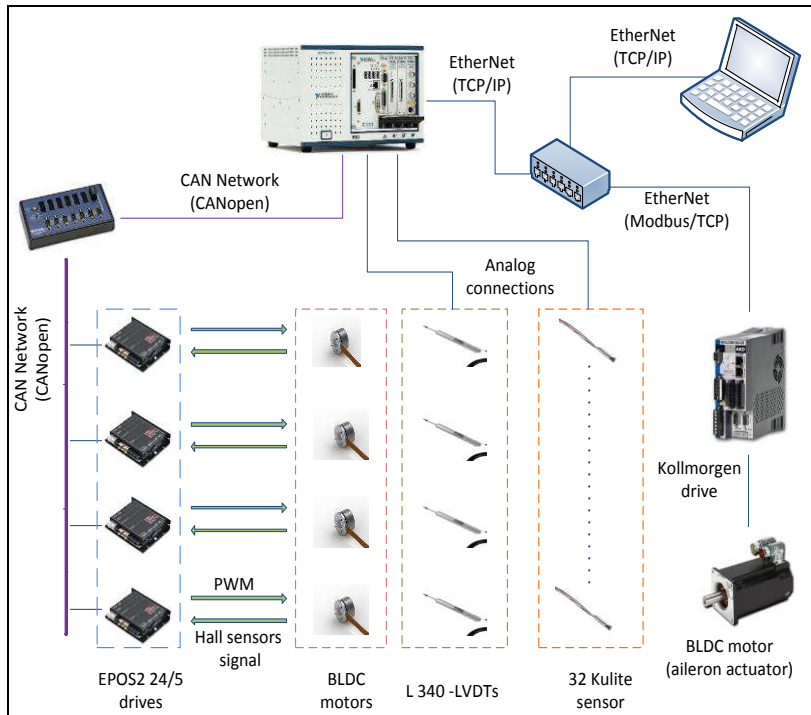 EtherNet
(TCP/IP)
EtherNet
(TCP/IP)
CAN Network
(CANopen)
EtherNet
(Modbus/TCP)
Analog
connections
CAN Network
(CANopen)
Kollmorgen
drive
PWM
Hall sensors
signal
BLDC motor
(aileron actuator)
EPOS2 24/5
drives
BLDC
motors
L 340 -LVDTs
32 Kulite
sensor